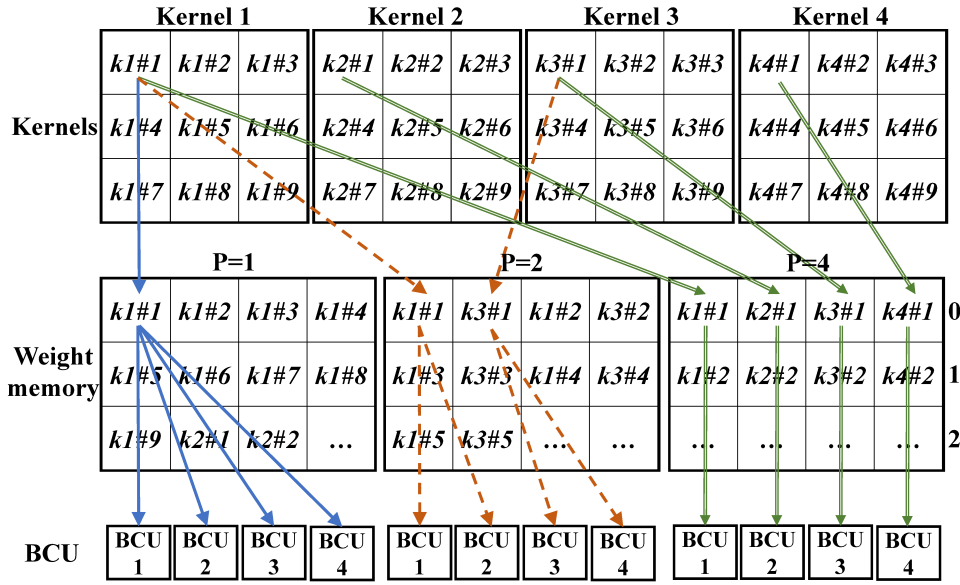 Kernel 1 Kernel 2 Kernel 3 Kernel 4
k1#1 k1#2 k1#3 k2#1 k2#2 k2#3 k3#1 k3#2 k3#3 k4#1 k4#2 k4#3
Kernels k1#4 k1#5 k1#6 k2#4 k2#5 k2#6 k3#4 k3#5 k3#6 k4#4 k4#5 k4#6
k1#7 k1#8 k1#9 k2#7 k2#8 k2#9 k3#7 k3#8 k3#9 k4#7 k4#8 k4#9
P=1 P=2 P=4
k1#1 k1#2 k1#3 k1#4 k1#1 k3#1 k1#2 k3#2 k1#1 k2#1 k3#1 k4#1 0
Weight
memory k1#5 k1#6 k1#7 k1#8 k1#3 k3#3 k1#4 k3#4 k1#2 k2#2 k3#2 k4#2 1
k1#9 k2#1 k2#2 ... k1#5 k3#5 ... ... ... ... ... ... 2
BCU BCU BCU BCU BCU BCU BCU BCU BCU BCU BCU BCU BCU
1 2 3 4 1 2 3 4 1 2 3 4